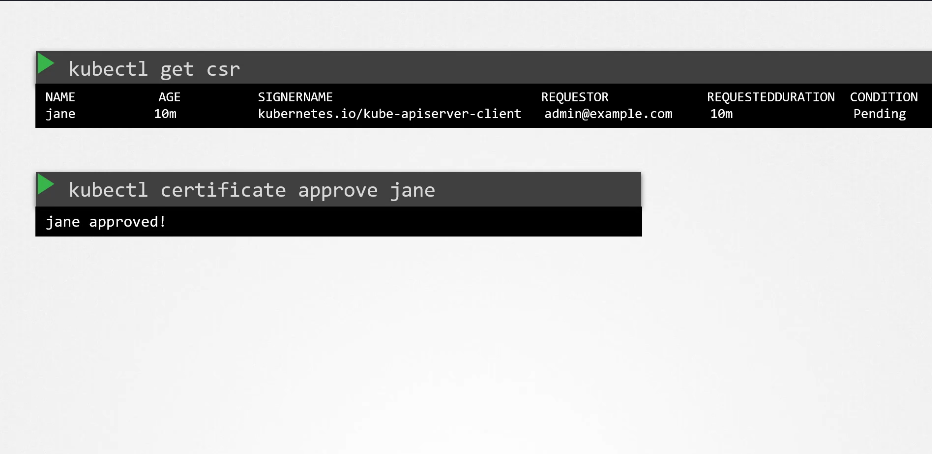 kubectl get csr
NAME AGE SIGNERNAME REQUESTOR REQUESTEDDURATION CONDITION
jane 10m kubernetes.io/kube-apiserver-client admin@example.com 10m Pending
kubectl certificate approve jane
jane approved!